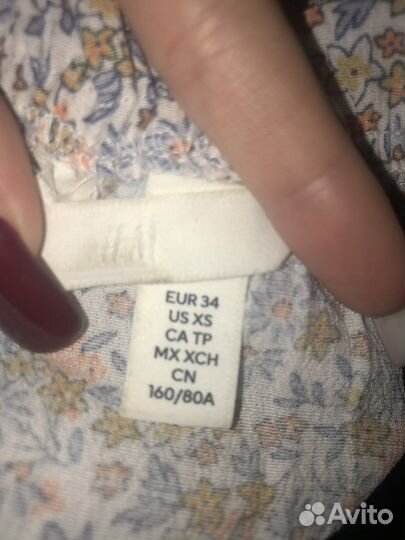 EUR 34
US XS
CA TP
MX XCH
CN
160/80A
Avito